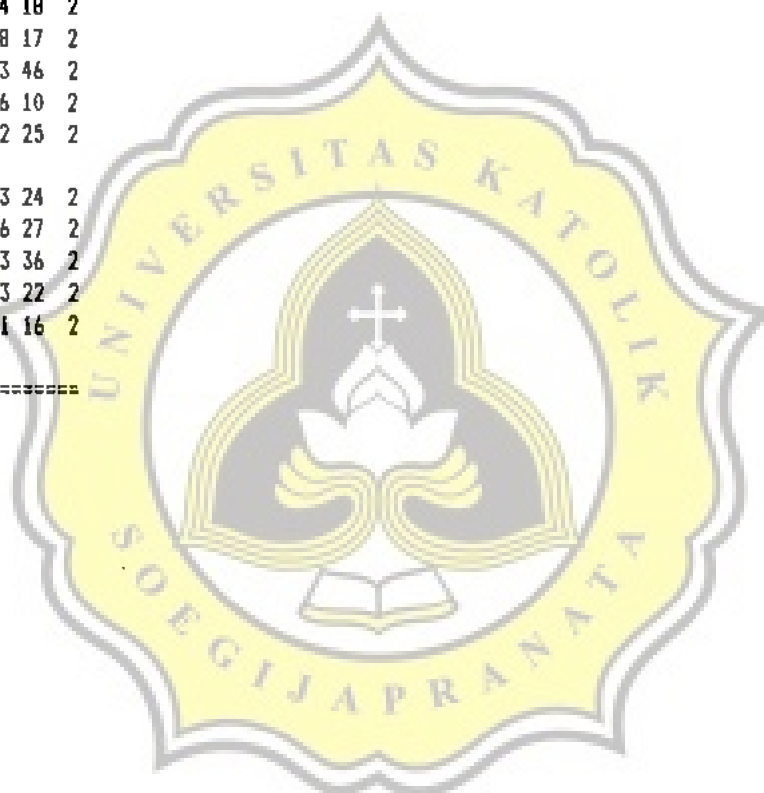 4 18 2
8 17 2
3 46 2
6 10 2
2 25 2
3 24 2
6 27 2
3 36 2
3 22 2
1 16 2
=======
UNIVERSITAS KATOLIK
SOEGIJAPRANATA